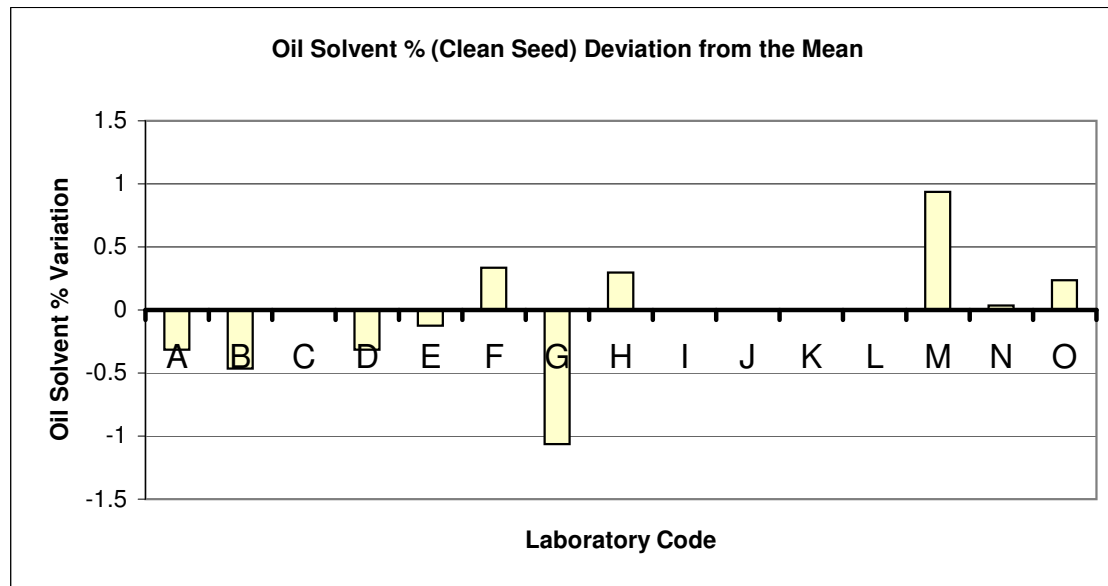 Oil Solvent % (Clean Seed) Deviation from the Mean
Oil Solvent % Variation
1.5
1
0.5
0
-0.5
-1
-1.5
A B C D E F G H I J K L M N O
Laboratory Code